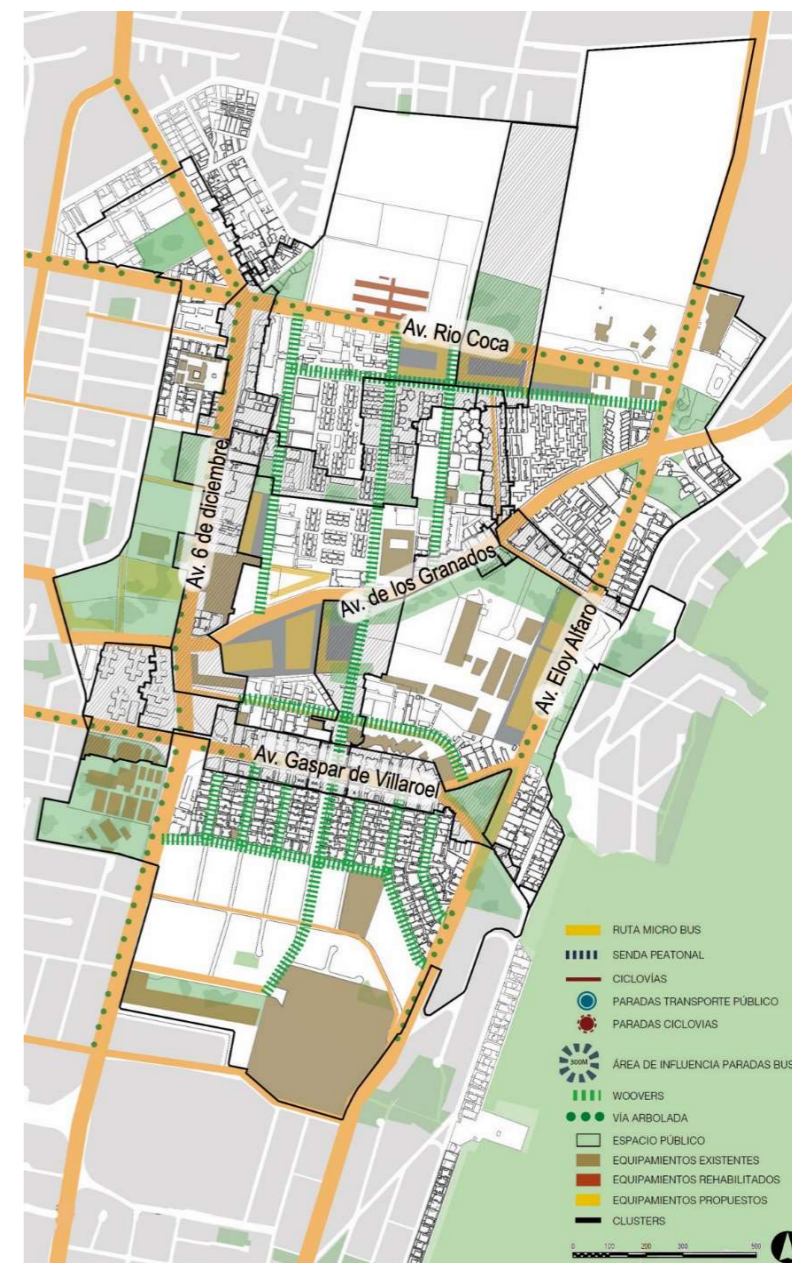 Av. Rio Coca
Av. 6 de diciembre
Av. de los Granados
Av. Eloy Alfaro
Av. Gaspar de Villaroel
RUTA MICRO BUS
SENDA PEATONAL
CICLOVÍAS
PARADAS TRANSPORTE PÚBLICO
PARADAS CICLOVIAS
300M
ÁREA DE INFLUENCIA PARADAS BUS
WOOVERS
VÍA ARBOLADA
ESPACIO PÚBLICO
EQUIPAMIENTOS EXISTENTES
EQUIPAMIENTOS REHABILITADOS
EQUIPAMIENTOS PROPUESTOS
CLUSTERS
0 100 200 300 500